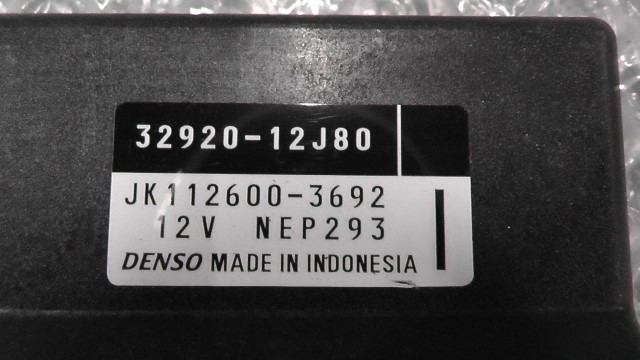 32920-12J80
JK112600-3692
12V NEP293
DENSO MADE IN INDONESIA